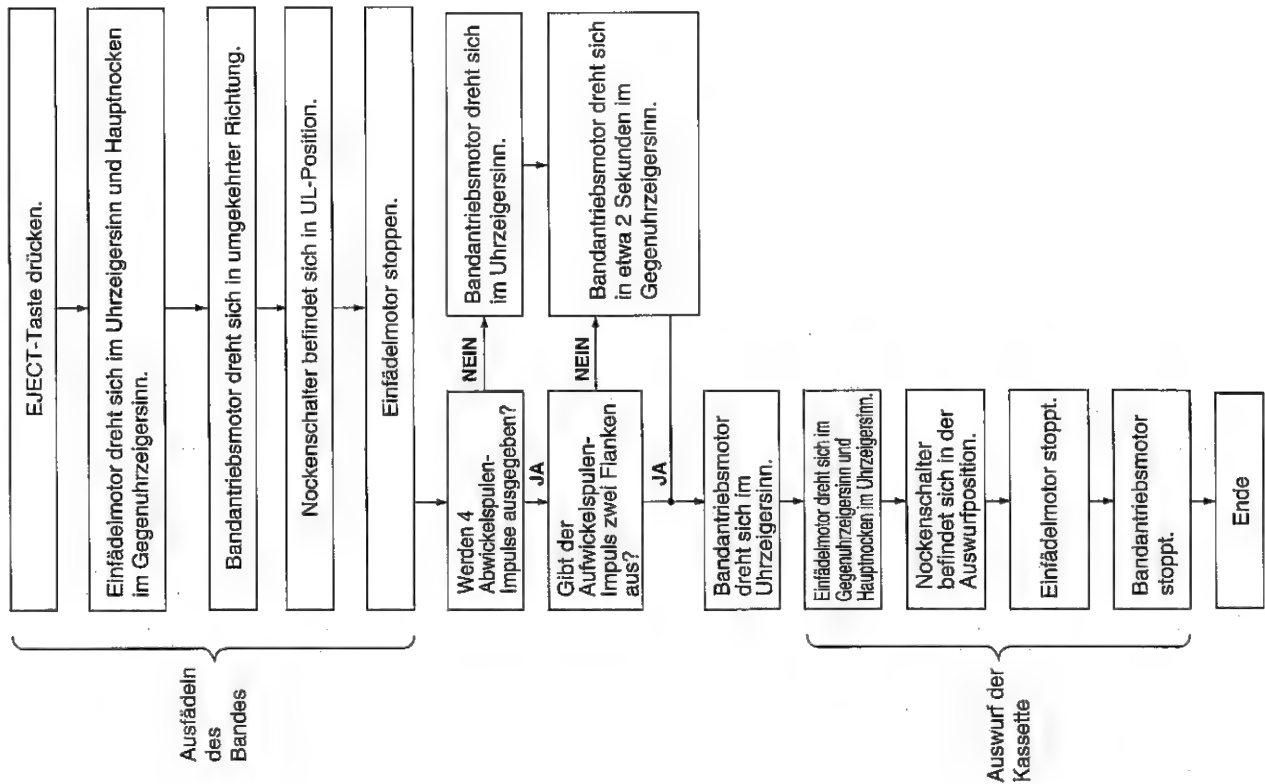 EJECT-Taste drücken.
Einfädelmotor dreht sich im Uhrzeigersinn und Hauptnocken
im Gegenuhrzeigersinn.
Bandantriebsmotor dreht sich in umgekehrter Richtung.
Nockenschalter befindet sich in UL-Position.
Einfädelmotor stoppen.
Ausfädeln
des
Bandes
Werden 4
Abwickelspulen-
Impulse ausgegeben?
NEIN
Bandantriebsmotor dreht sich
im Uhrzeigersinn.
JA
Gibt der
Aufwickelspulen-
Impuls zwei Flanken
aus?
NEIN
Bandantriebsmotor dreht sich
in etwa 2 Sekunden im
Gegenuhrzeigersinn.
JA
Bandantriebsmotor
dreht sich im
Uhrzeigersinn.
Einfädelmotor dreht sich im
Gegenuhrzeigersinn und
Hauptnocken im Uhrzeigersinn.
Nockenschalter
befindet sich in der
Auswurfposition.
Einfädelmotor stoppt.
Bandantriebsmotor
stoppt.
Auswurf der
Kassette
Ende